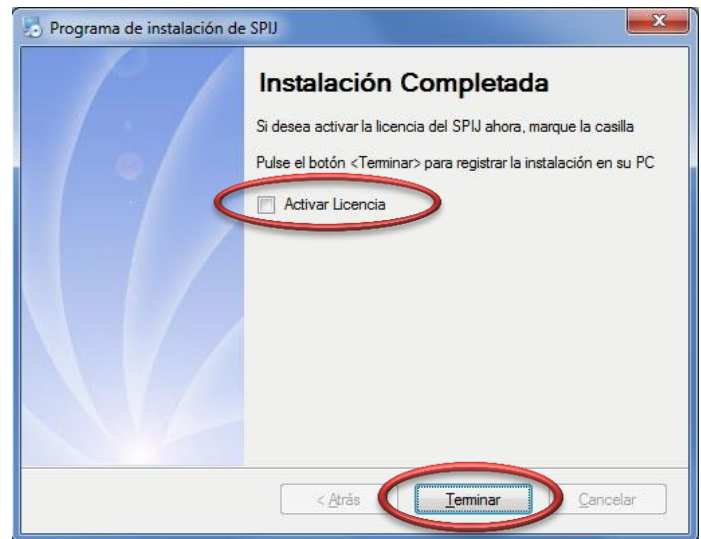 Programa de instalación de SPIJ
Instalación Completada
Si desea activar la licencia del SPIJ ahora, marque la casilla
Pulse el botón <Terminar> para registrar la instalación en su PC
Activar Licencia
< Atrás
Terminar
Cancelar